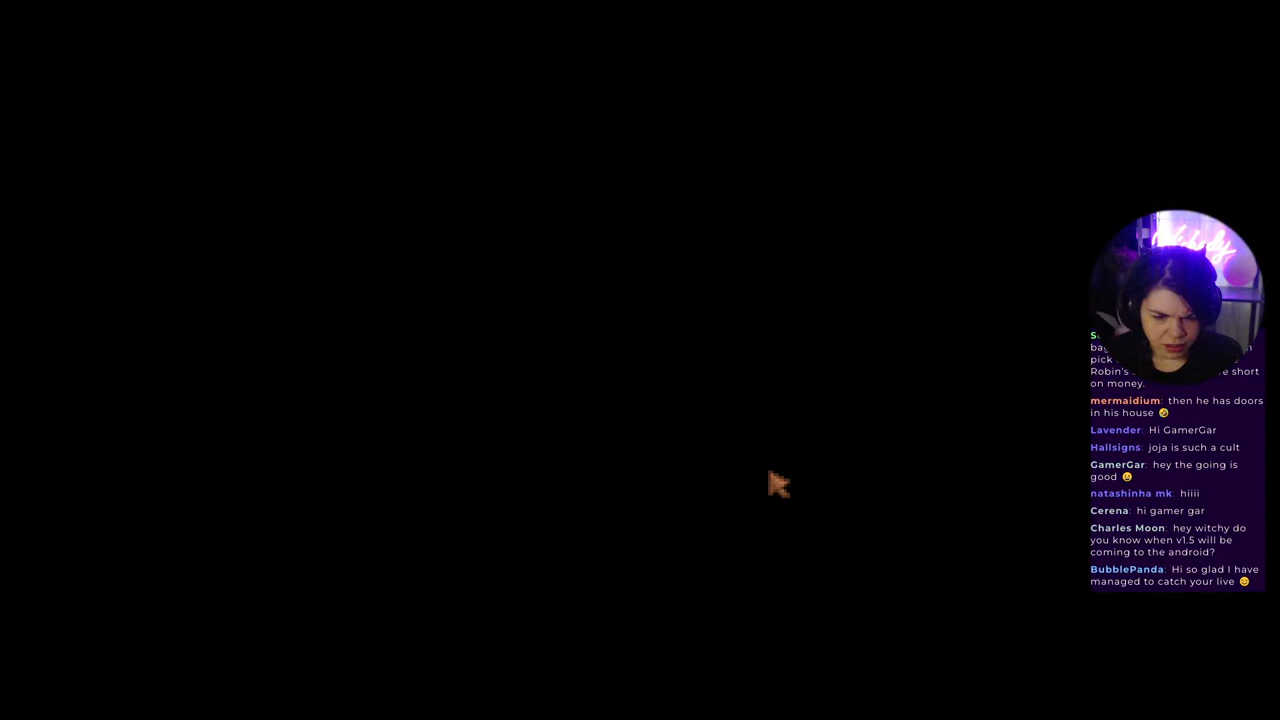 bag
pick
Robin's e short
on money.
mermaidium: then he has doors
in his house 🤣
Lavender: Hi GamerGar
Hallsigns: joja is such a cult
GamerGar: hey the going is
good 😃
natashinha mk: hiiii
Cerena: hi gamer gar
Charles Moon: hey witchy do
you know when v1.5 will be
coming to the android?
BubblePanda: Hi so glad I have
managed to catch your live 😊